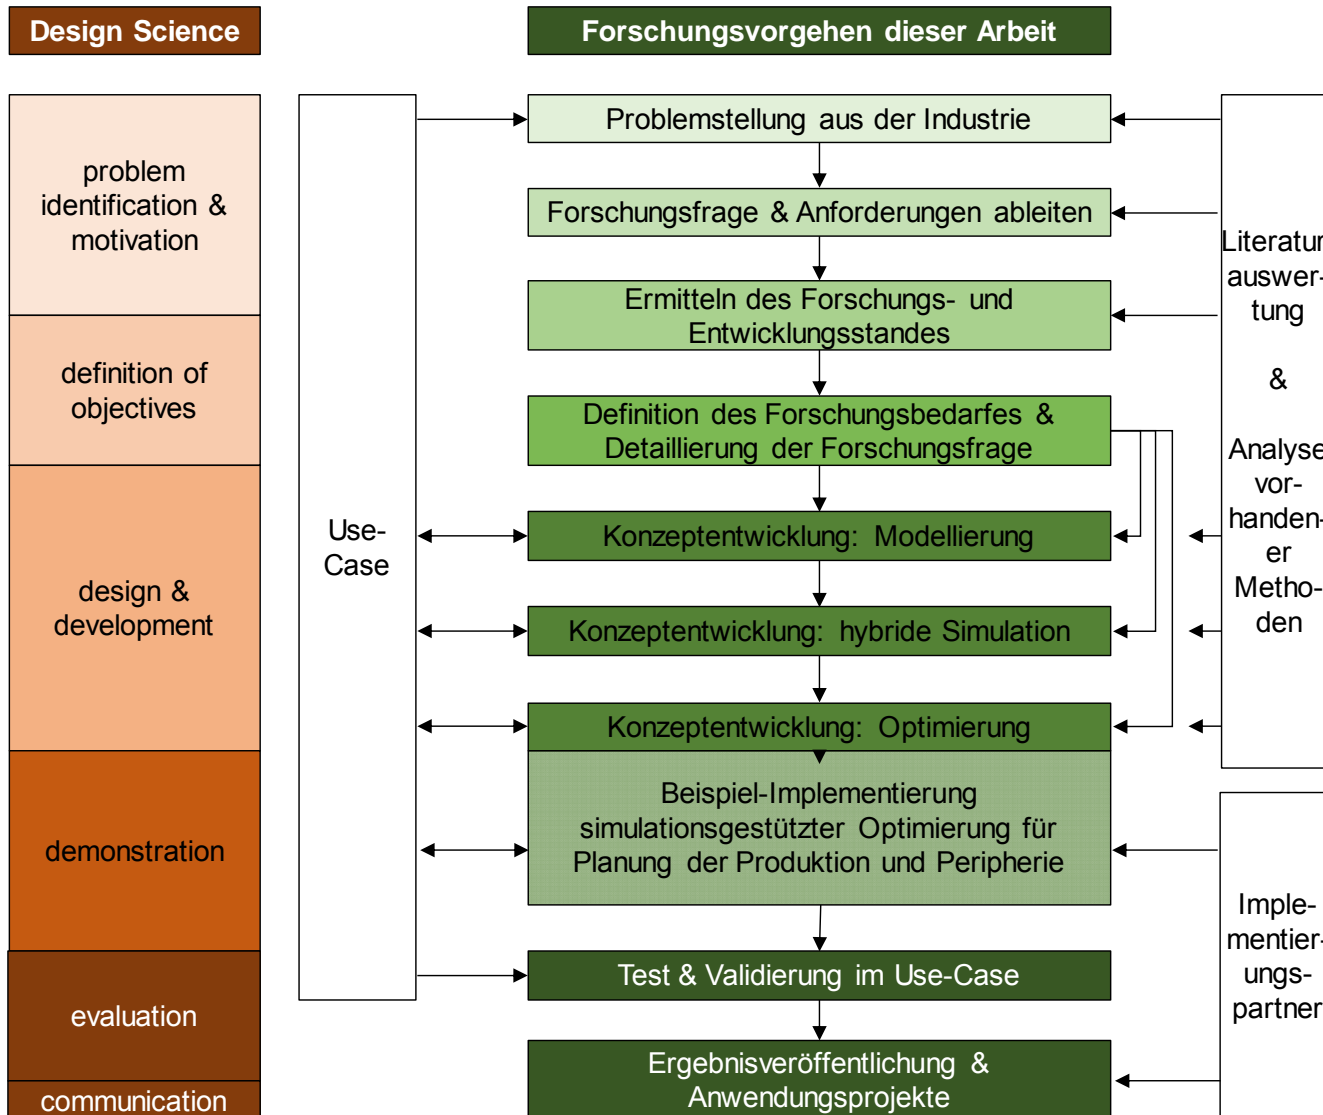 Design Science
Forschungsvorgehen dieser Arbeit
problem
identification &
motivation
definition of
objectives
design &
development
demonstration
evaluation
communication
Use-
Case
Problemstellung aus der Industrie
Forschungsfrage & Anforderungen ableiten
Ermitteln des Forschungs- und
Entwicklungsstandes
Definition des Forschungsbedarfes &
Detaillierung der Forschungsfrage
Konzeptentwicklung: Modellierung
Konzeptentwicklung: hybride Simulation
Konzeptentwicklung: Optimierung
Beispiel-Implementierung
simulationsgestützter Optimierung für
Planung der Produktion und Peripherie
Test & Validierung im Use-Case
Ergebnisveröffentlichung &
Anwendungsprojekte
Literatur
auswer-
tung
&
Analyse
vor-
handen-
er
Metho-
den
Imple-
mentier-
ungs-
partner